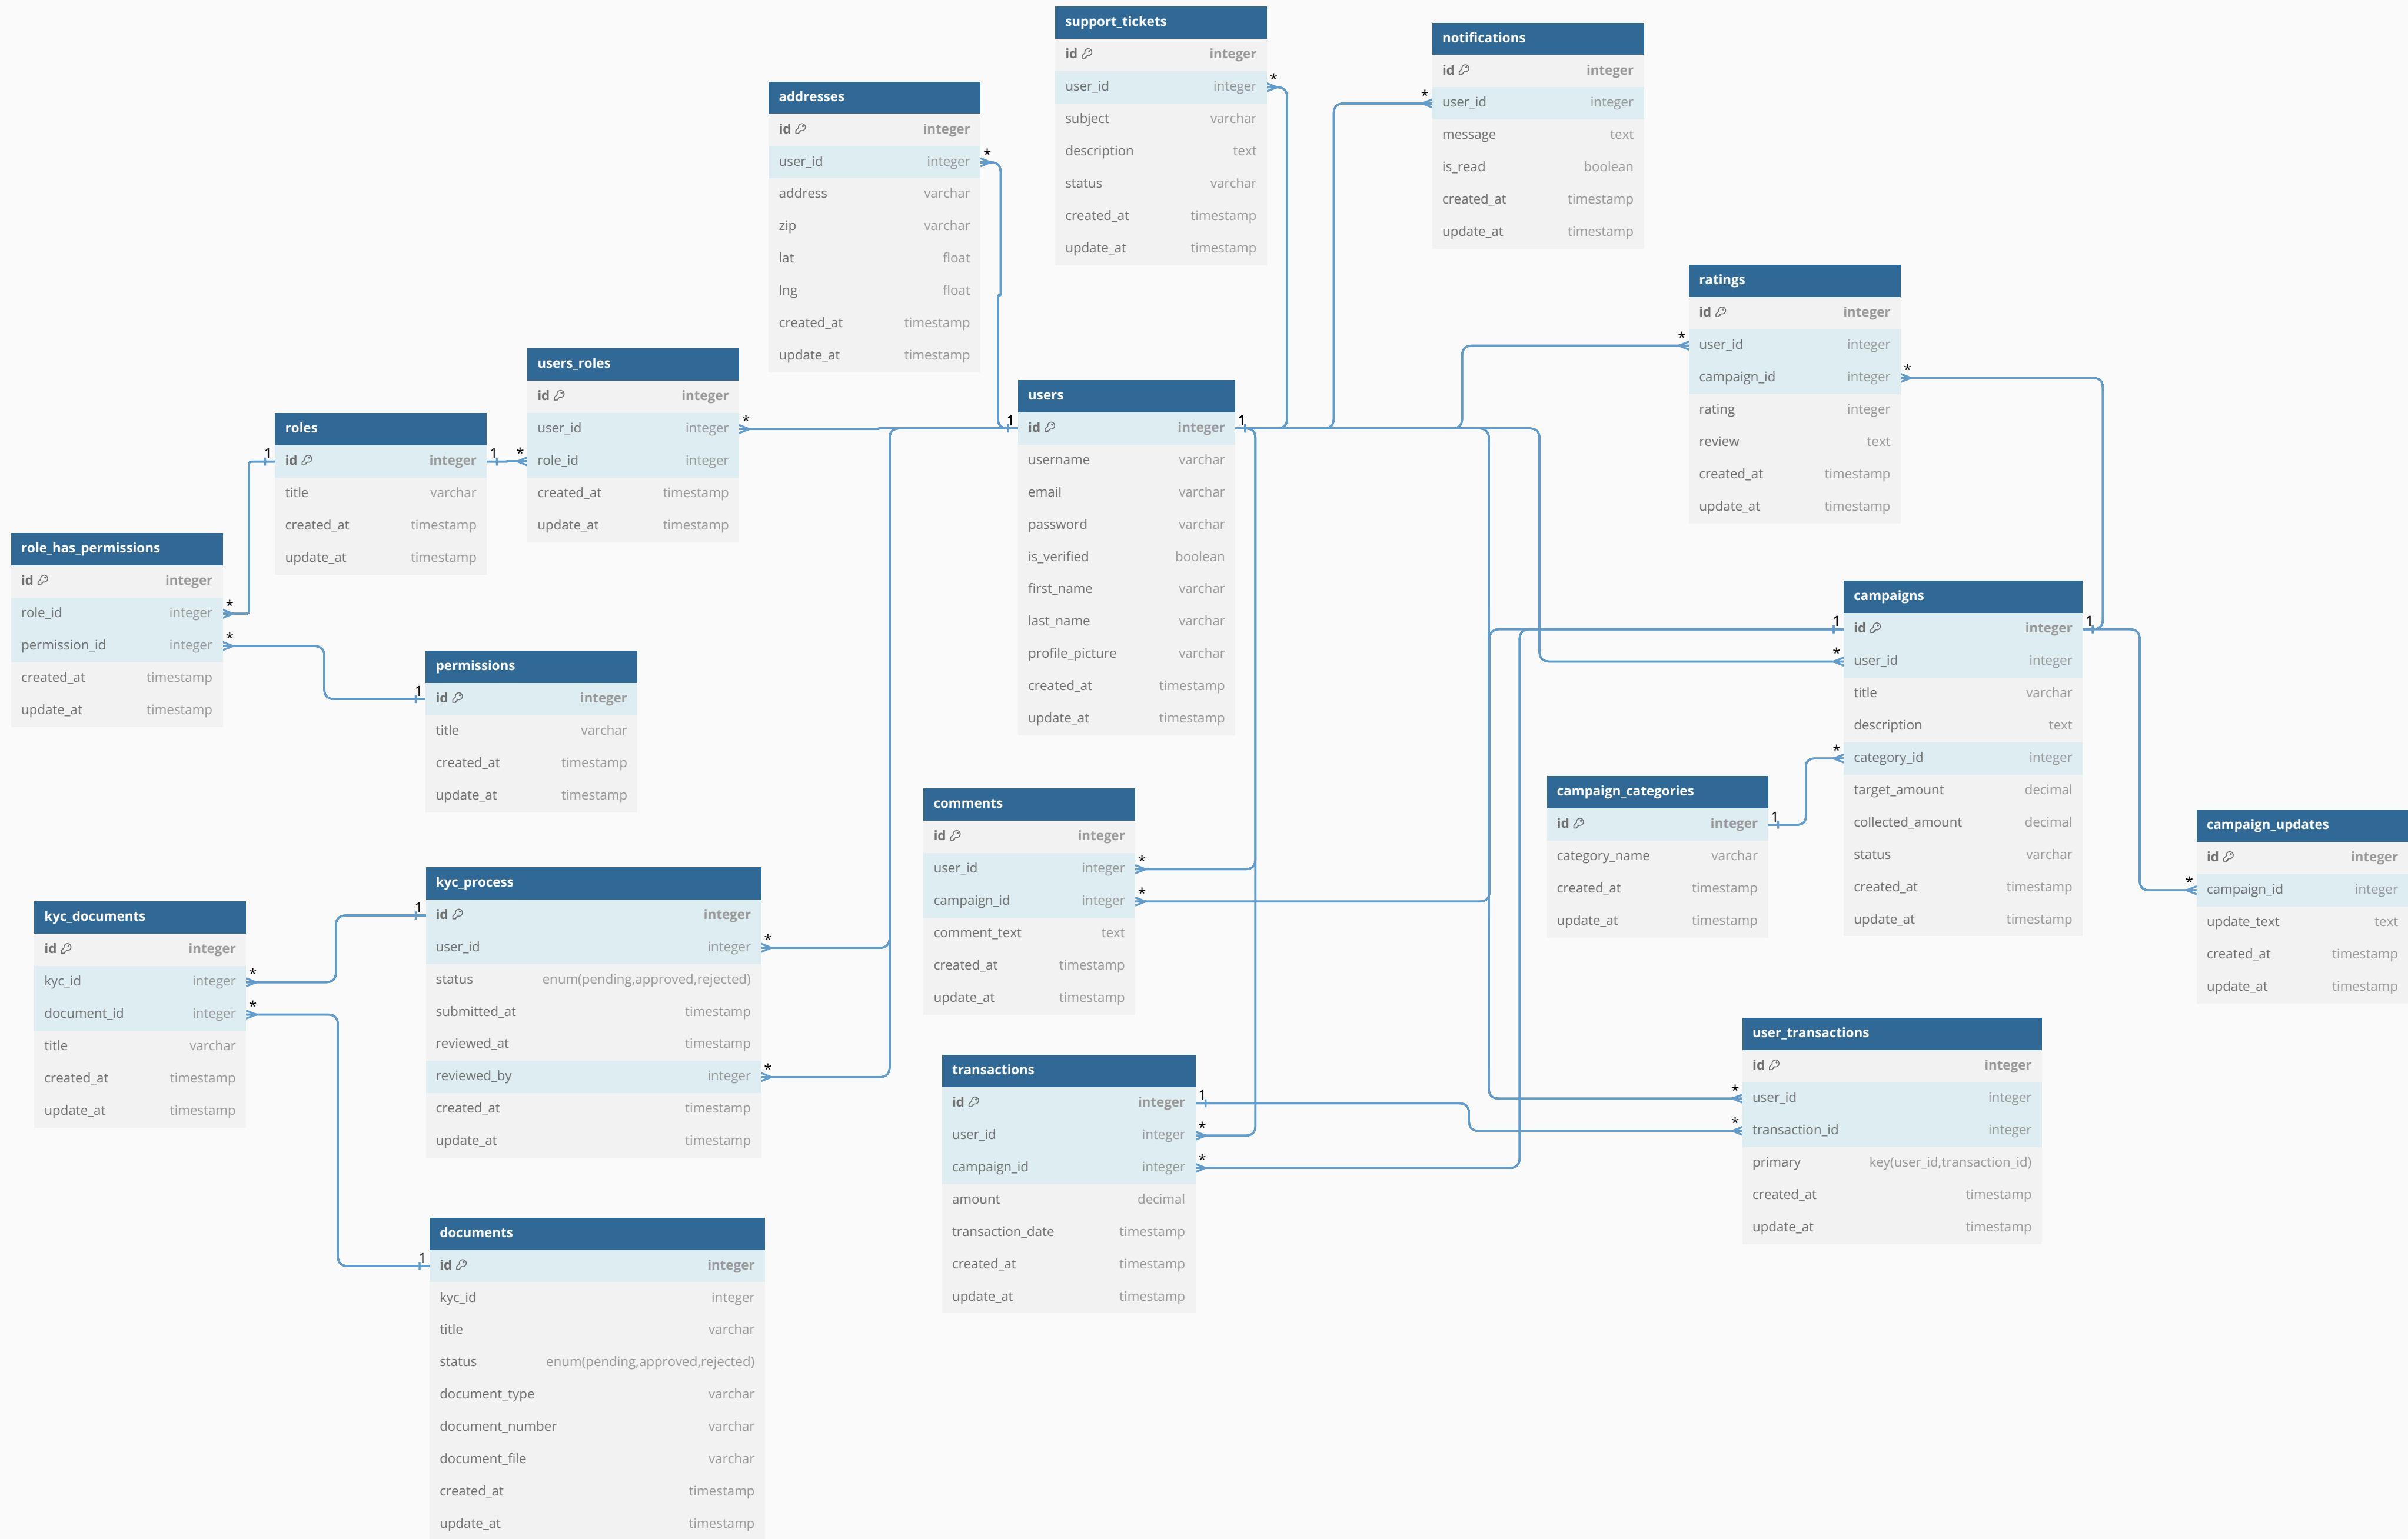 support_tickets
id integer
user_id integer *
subject varchar
description text
status varchar
created_at timestamp
update_at timestamp
notifications
id integer
* user_id integer
message text
is_read boolean
created_at timestamp
update_at timestamp
addresses
id integer
user_id integer *
address varchar
zip varchar
lat float
lng float
created_at timestamp
update_at timestamp
ratings
id integer
* user_id integer
campaign_id integer *
rating integer
review text
created_at timestamp
update_at timestamp
users_roles
id integer
user_id integer *
* role_id integer
created_at timestamp
update_at timestamp
users
1 id integer 1
username varchar
email varchar
password varchar
is_verified boolean
first_name varchar
last_name varchar
profile_picture varchar
created_at timestamp
update_at timestamp
roles
1 id integer 1
title varchar
created_at timestamp
update_at timestamp
role_has_permissions
id integer
role_id integer *
permission_id integer *
created_at timestamp
update_at timestamp
permissions
1 id integer
title varchar
created_at timestamp
update_at timestamp
campaigns
1 id integer 1
* user_id integer
title varchar
description text
* category_id integer
target_amount decimal
collected_amount decimal
status varchar
created_at timestamp
update_at timestamp
campaign_categories
id integer 1
category_name varchar
created_at timestamp
update_at timestamp
comments
id integer
user_id integer *
campaign_id integer *
comment_text text
created_at timestamp
update_at timestamp
campaign_updates
id integer
* campaign_id integer
update_text text
created_at timestamp
update_at timestamp
kyc_process
1 id integer
user_id integer *
status enum(pending,approved,rejected)
submitted_at timestamp
reviewed_at timestamp
reviewed_by integer *
created_at timestamp
update_at timestamp
kyc_documents
id integer
kyc_id integer *
document_id integer *
title varchar
created_at timestamp
update_at timestamp
user_transactions
id integer
* user_id integer
* transaction_id integer
primary key(user_id,transaction_id)
created_at timestamp
update_at timestamp
transactions
id integer 1
user_id integer *
campaign_id integer *
amount decimal
transaction_date timestamp
created_at timestamp
update_at timestamp
documents
1 id integer
kyc_id integer
title varchar
status enum(pending,approved,rejected)
document_type varchar
document_number varchar
document_file varchar
created_at timestamp
update_at timestamp